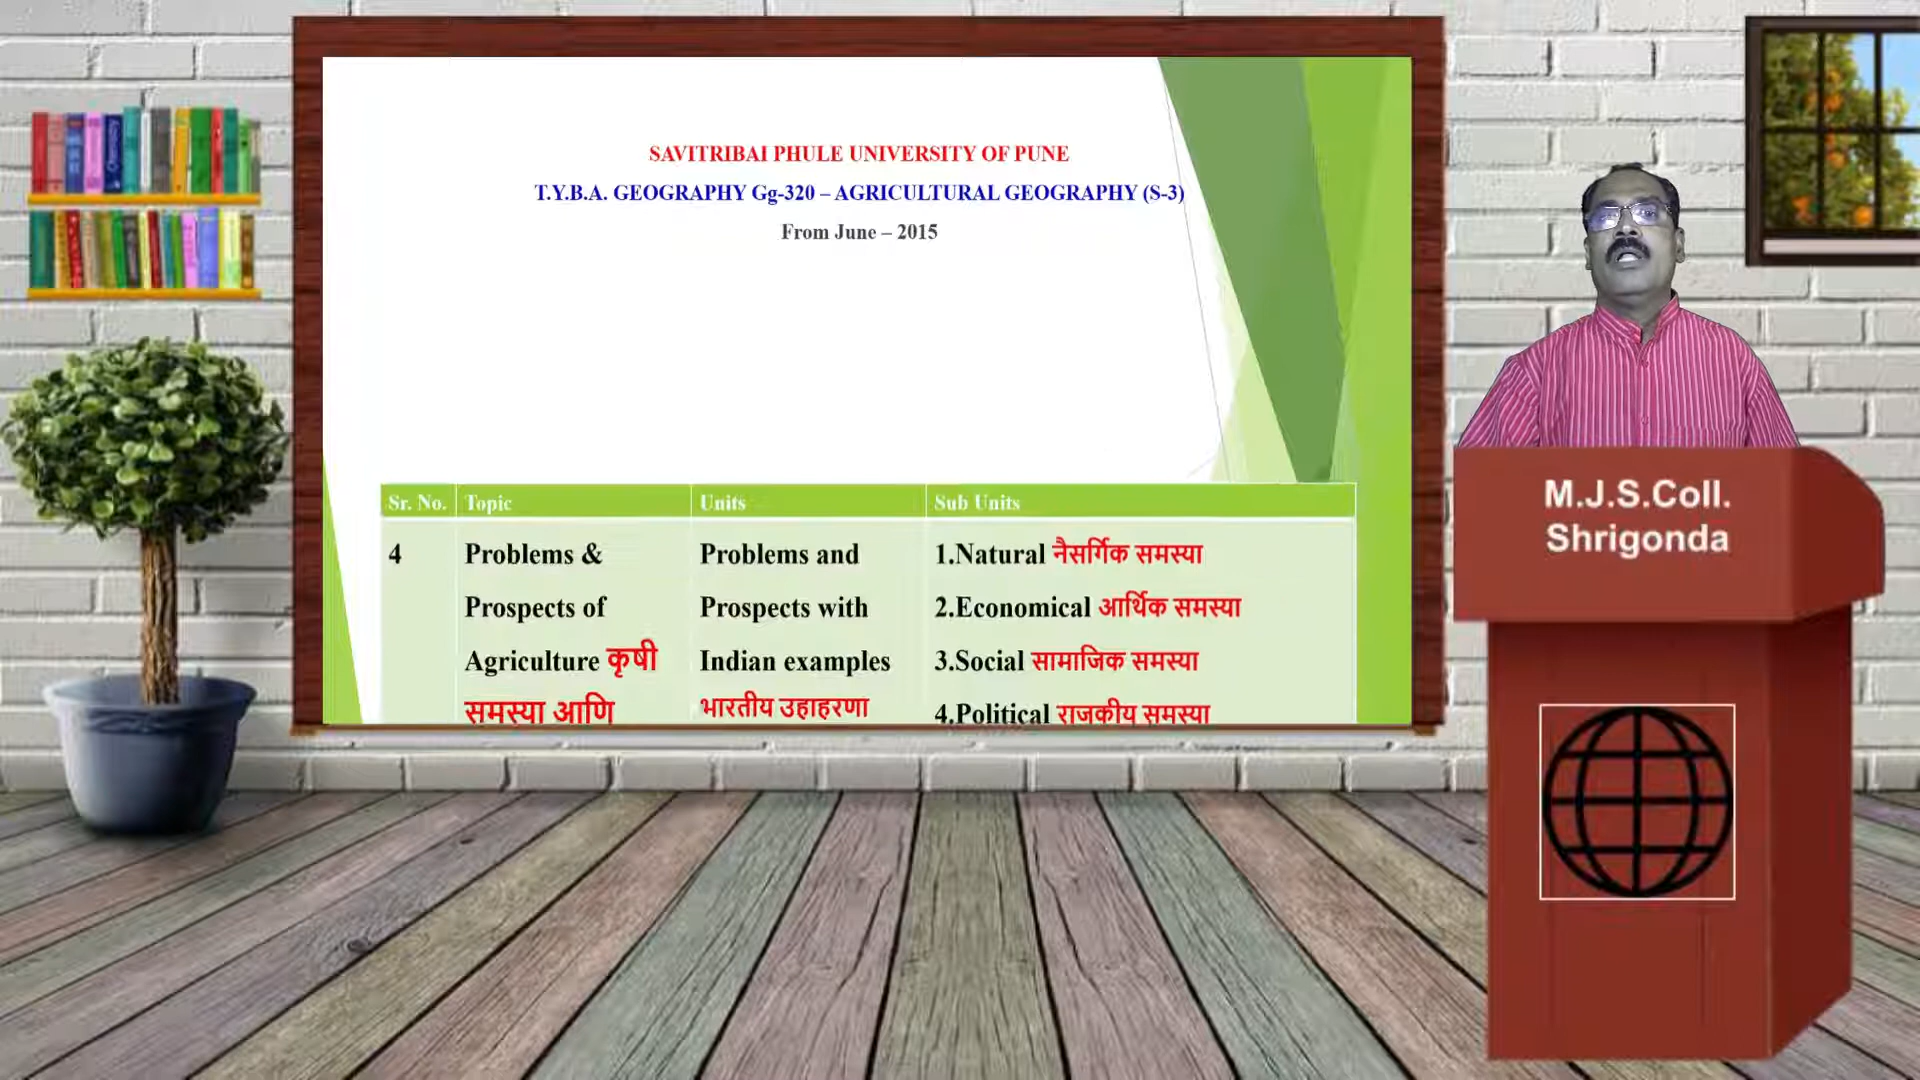 SAVITRIBAI PHULE UNIVERSITY OF PUNE
T.Y.B.A. GEOGRAPHY Gg-320 – AGRICULTURAL GEOGRAPHY (S-3)
From June – 2015
Sr. No. Topic Units Sub Units
4
Problems &
Prospects of
Agriculture कृषी
समस्या आणि
Problems and
Prospects with
Indian examples
भारतीय उहाहरणा
1.Natural नैसर्गिक समस्या
2.Economical आर्थिक समस्या
3.Social सामाजिक समस्या
4.Political राजकीय समस्या
M.J.S.Coll.
Shrigonda